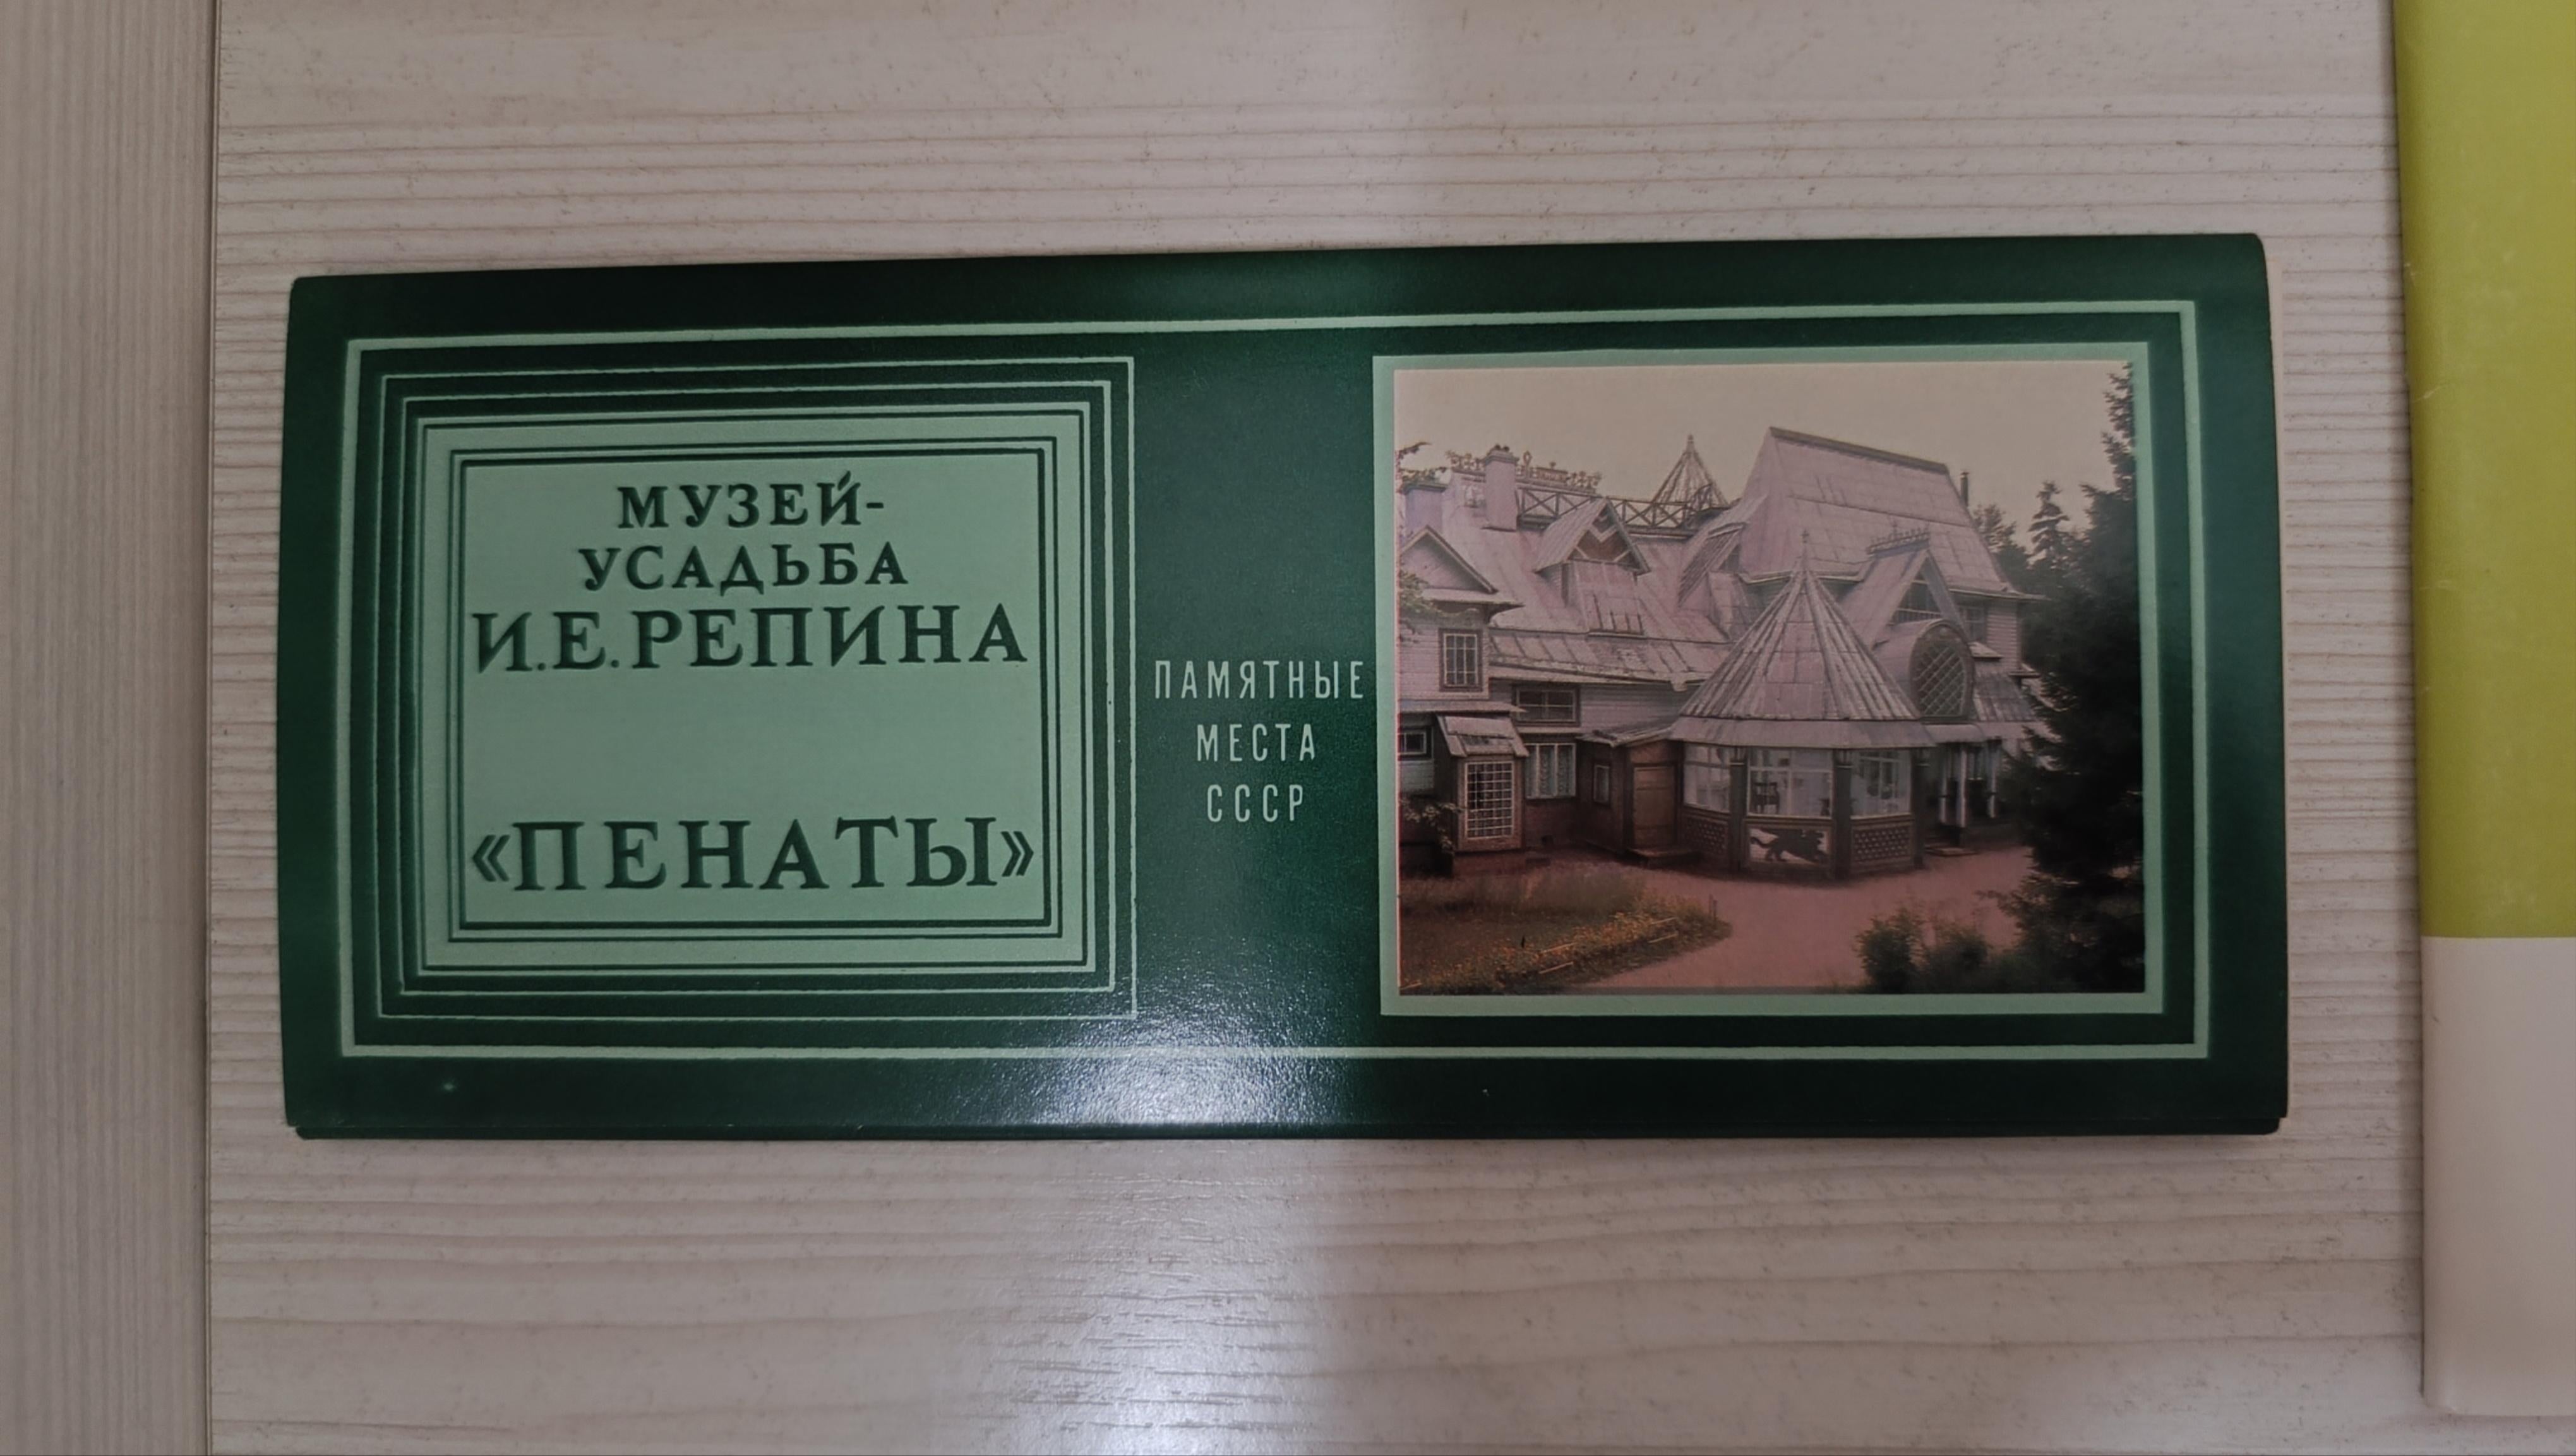 МУЗЕЙ-
УСАДЬБА
И.Е.РЕПИНА
«ПЕНАТЫ»
ПАМЯТНЫЕ
МЕСТА
СССР